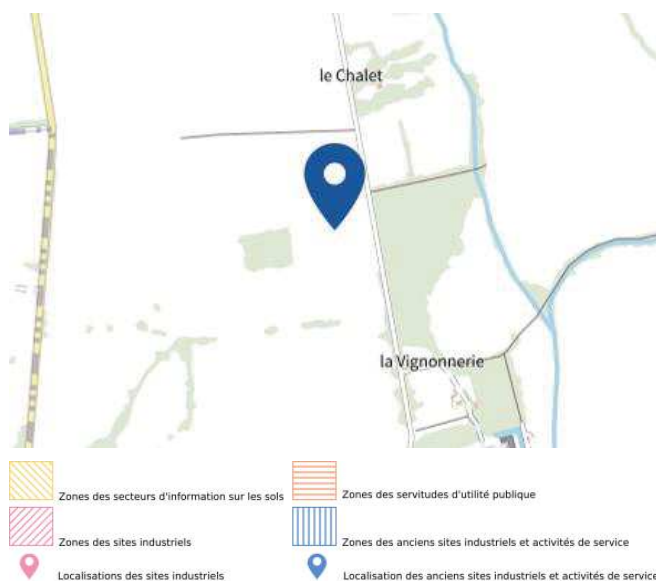 le Chalet
la Vignonnerie
Zones des secteurs d'information sur les sols
Zones des servitudes d'utilité publique
Zones des sites industriels
Zones des anciens sites industriels et activités de service
Localisations des sites industriels
Localisation des anciens sites industriels et activités de service